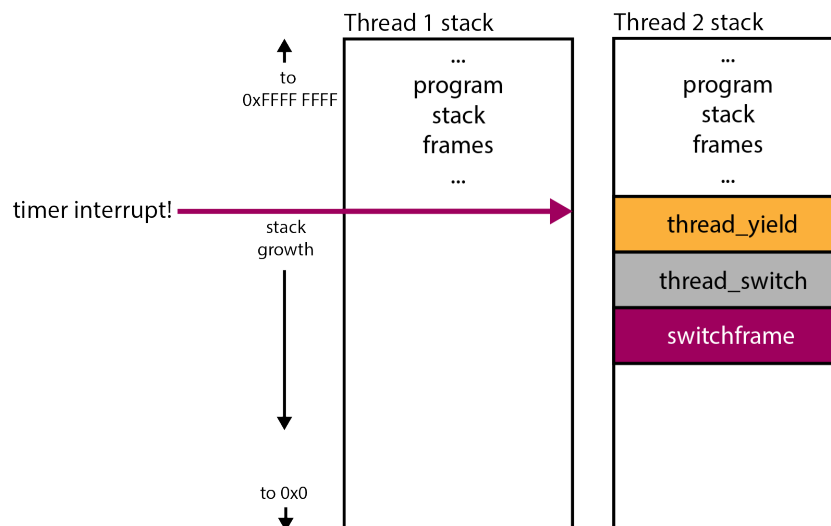 Thread 1 stack
Thread 2 stack
to
0xFFFF FFFF
...
program
stack
frames
...
...
program
stack
frames
...
timer interrupt!
stack
growth
thread_yield
thread_switch
switchframe
to 0x0